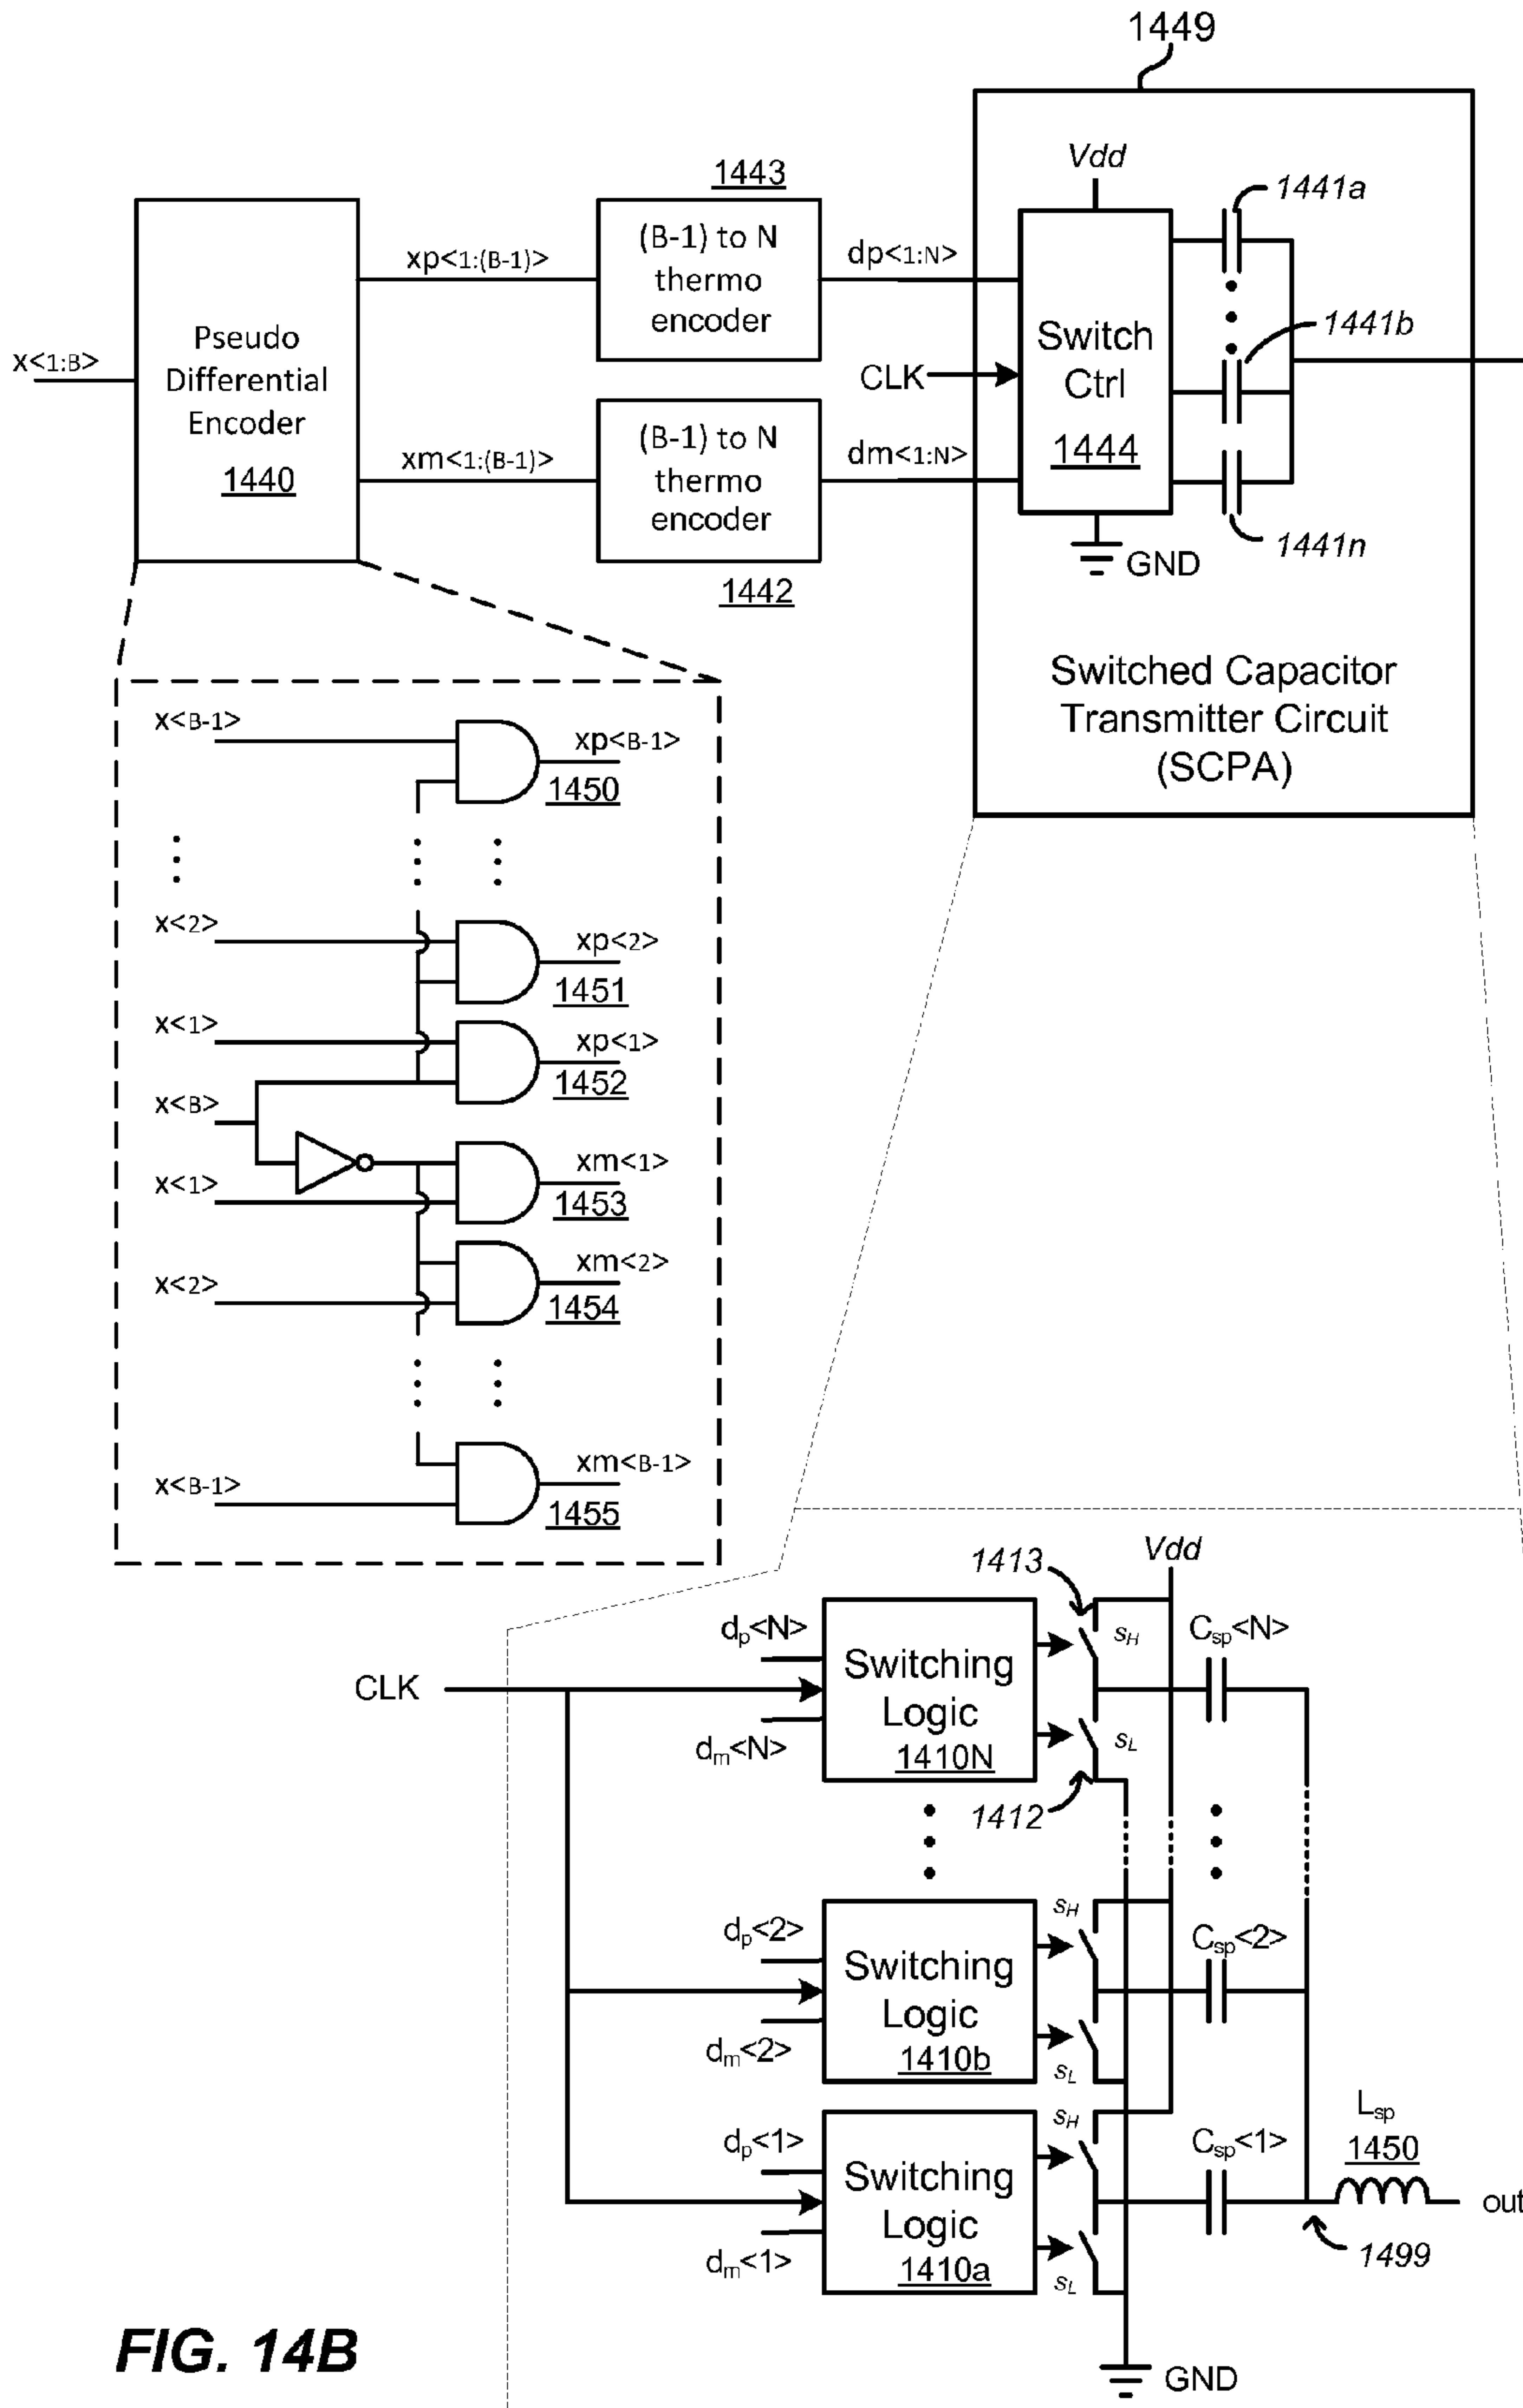 1449
Vdd
1441a
1443
(B-1) to N
thermo
encoder
xp<1:(B-1)>
dp<1:N>
1441b
Pseudo
Differential
Encoder
1440
x<1:B>
Switch
Ctrl
1444
CLK
(B-1) to N
thermo
encoder
xm<1:(B-1)>
dm<1:N>
1441n
GND
1442
Switched Capacitor
Transmitter Circuit
(SCPA)
x<B-1>
xp<B-1>
1450
x<2>
xp<2>
1451
x<1>
xp<1>
1452
x<B>
xm<1>
x<1>
1453
xm<2>
x<2>
1454
xm<B-1>
x<B-1>
1455
1413
Vdd
dp<N>
Switching
Logic
1410N
sH
Csp<N>
CLK
dm<N>
sL
1412
dp<2>
Switching
Logic
1410b
sH
Csp<2>
dm<2>
sL
dp<1>
Switching
Logic
1410a
sH
Csp<1>
Lsp
1450
out
dm<1>
sL
1499
GND
FIG. 14B